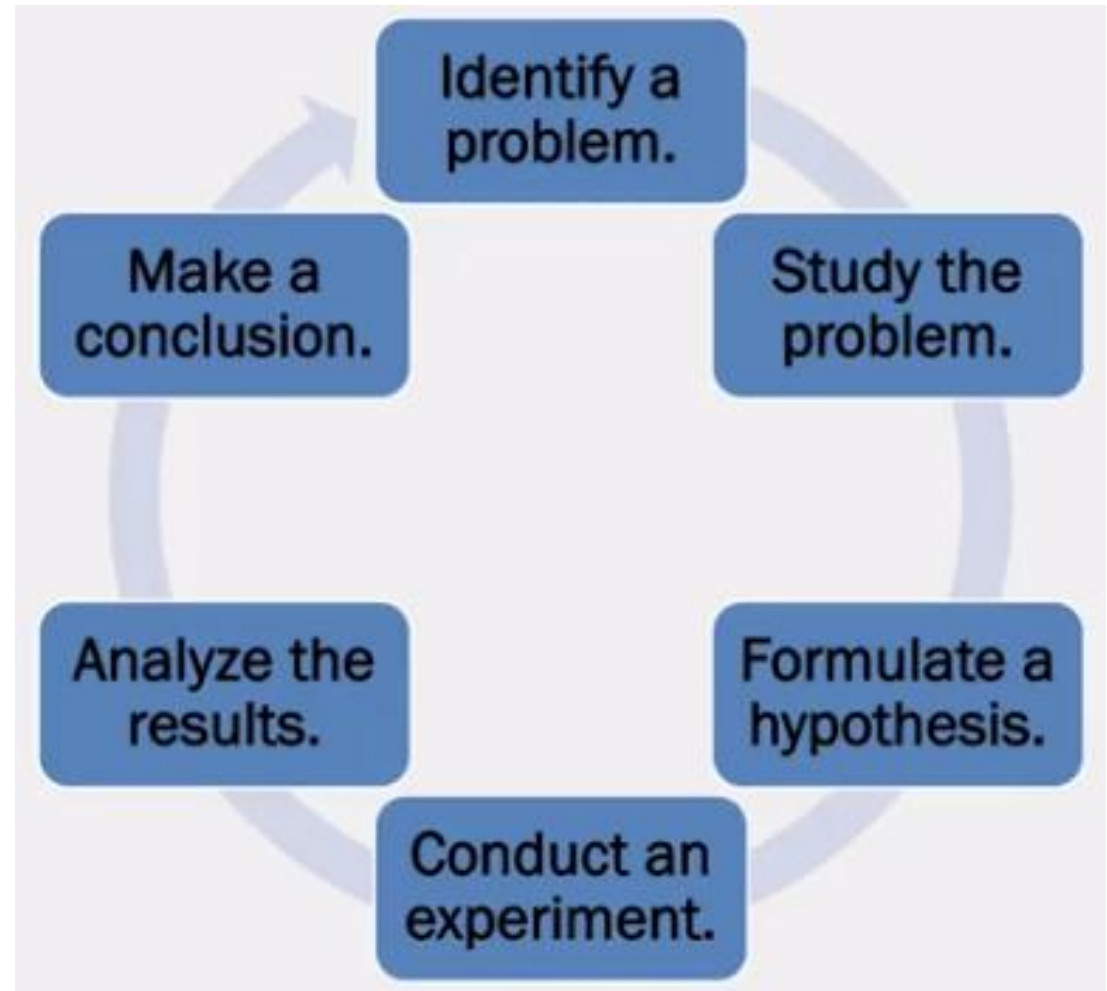 Identify a
problem.
Study the
problem.
Formulate a
hypothesis.
Conduct an
experiment.
Analyze the
results.
Make a
conclusion.